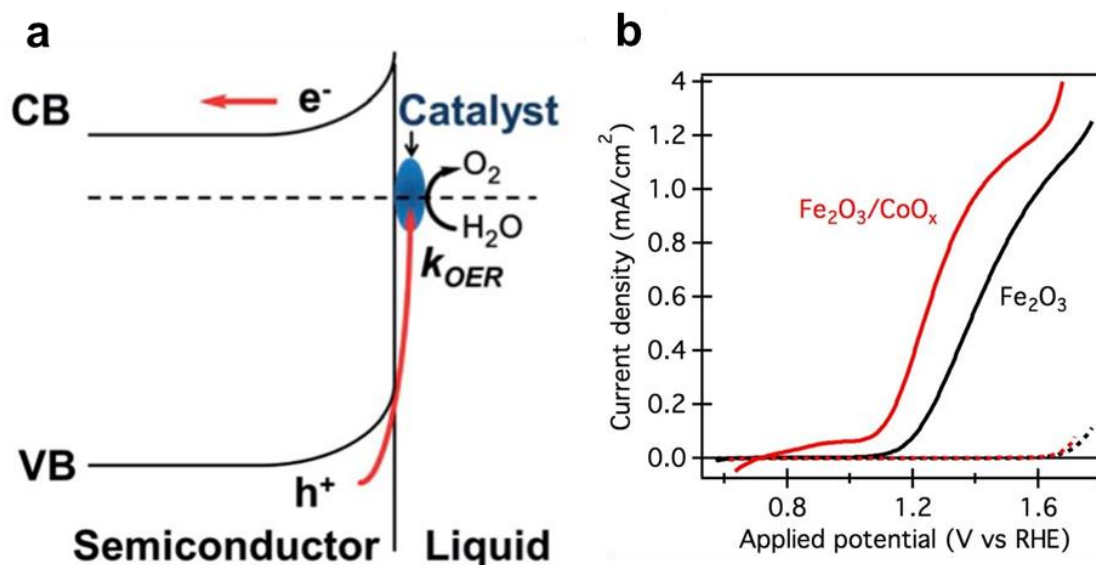 a
CB
e⁻
Catalyst
O₂
H₂O
k_OER
VB
h⁺
Semiconductor
Liquid
b
4
1.2
1.0
0.8
0.6
0.4
0.2
0.0
Current density (mA/cm²)
Fe₂O₃/CoOₓ
Fe₂O₃
0.8 1.2 1.6
Applied potential (V vs RHE)